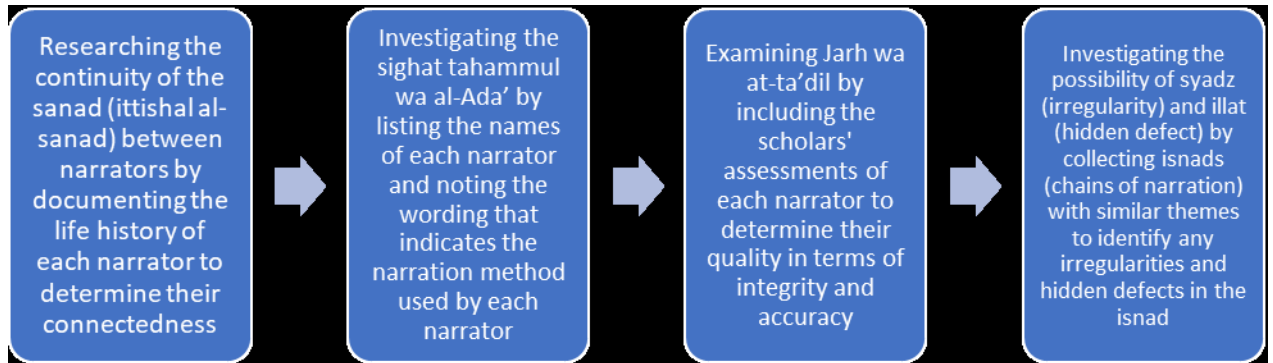 Researching the
continuity of the
sanad (ittishal al-
sanad) between
narrators by
documenting the
life history of
each narrator to
determine their
connectedness
Investigating the
sighat tahammul
wa al-Ada’ by
listing the names
of each narrator
and noting the
wording that
indicates the
narration method
used by each
narrator
Examining Jarh wa
at-ta’dil by
including the
scholars'
assessments of
each narrator to
determine their
quality in terms of
integrity and
accuracy
Investigating the
possibility of syadz
(irregularity) and illat
(hidden defect) by
collecting isnads
(chains of narration)
with similar themes
to identify any
irregularities and
hidden defects in the
isnad